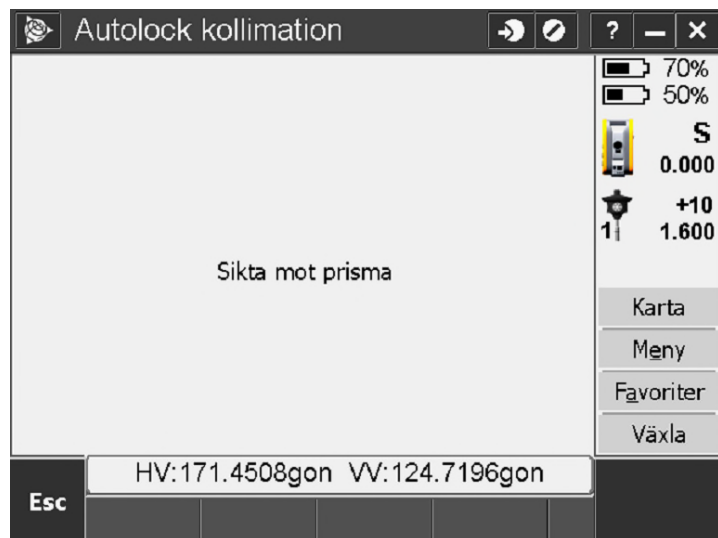 Autolock kollimation
?
70%
50%
S
0.000
+10
1 1.600
Sikta mot prisma
Karta
Meny
Favoriter
Växla
HV:171.4508gon VV:124.7196gon
Esc